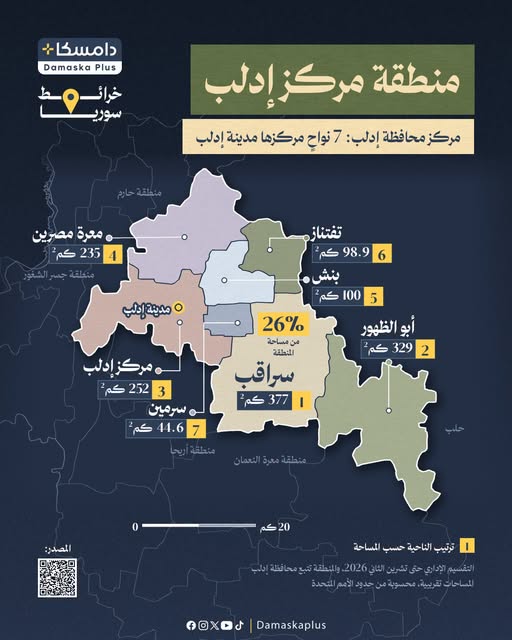 دامسكا+
Damaska Plus
خرائط
سوريا
منطقة مركز إدلب
مركز محافظة إدلب: 7 نواحٍ مركزها مدينة إدلب
منطقة حارم
معرة مصرين
4 235 كم²
منطقة جسر الشغور
تفتناز
6 98.9 كم²
بنش
5 100 كم²
مدينة إدلب
26%
من مساحة
المنطقة
أبو الظهور
2 329 كم²
سراقب
1 377 كم²
مركز إدلب
3 252 كم²
سرمين
7 44.6 كم²
منطقة أريحا
منطقة معرة النعمان
حلب
0 20 كم
المصدر:
1 ترتيب الناحية حسب المساحة
التقسيم الإداري حتى تشرين الثاني 2026، والمنطقة تتبع محافظة إدلب
المساحات تقريبية، محسوبة من حدود الأمم المتحدة
Damaskaplus